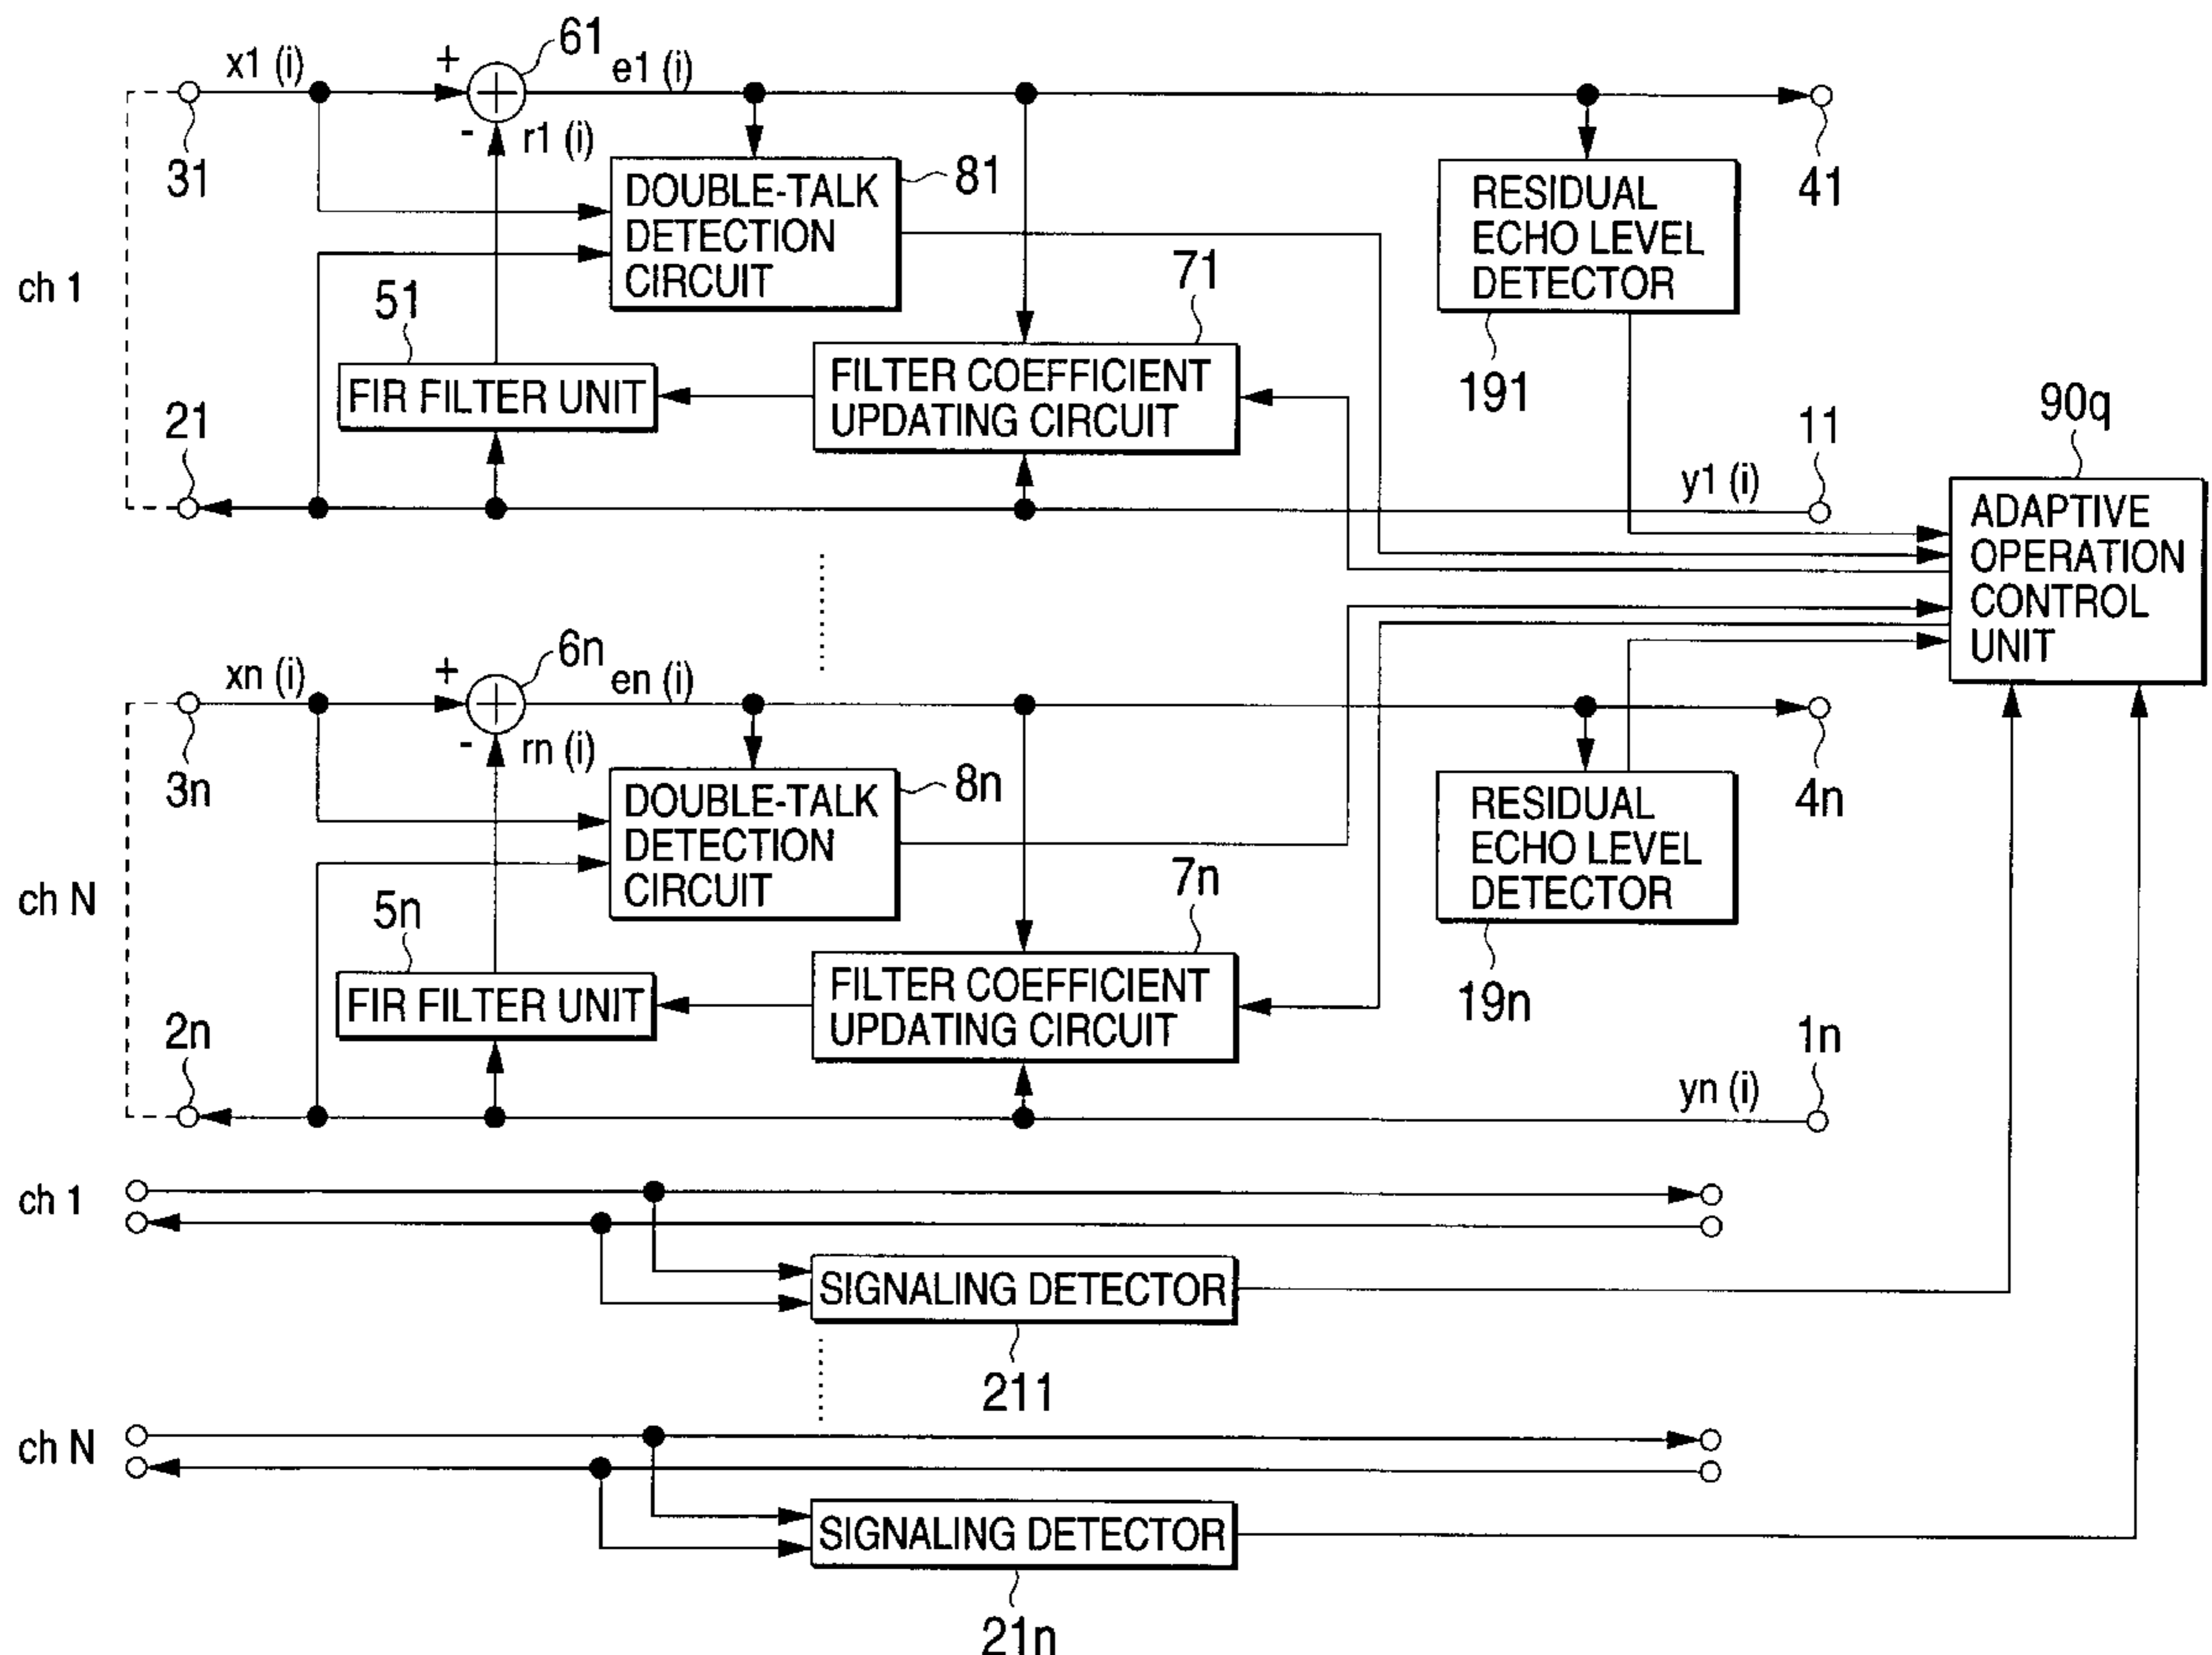 x1 (i)
+
61
e1 (i)
-
r1 (i)
31
DOUBLE-TALK
DETECTION
CIRCUIT
81
RESIDUAL
ECHO LEVEL
DETECTOR
41
ch 1
51
71
FIR FILTER UNIT
FILTER COEFFICIENT
UPDATING CIRCUIT
191
21
11
90q
y1 (i)
ADAPTIVE
OPERATION
CONTROL
UNIT
xn (i)
+
6n
en (i)
-
rn (i)
3n
DOUBLE-TALK
DETECTION
CIRCUIT
8n
RESIDUAL
ECHO LEVEL
DETECTOR
4n
ch N
5n
7n
FIR FILTER UNIT
FILTER COEFFICIENT
UPDATING CIRCUIT
19n
2n
1n
yn (i)
ch 1
SIGNALING DETECTOR
211
ch N
SIGNALING DETECTOR
21n